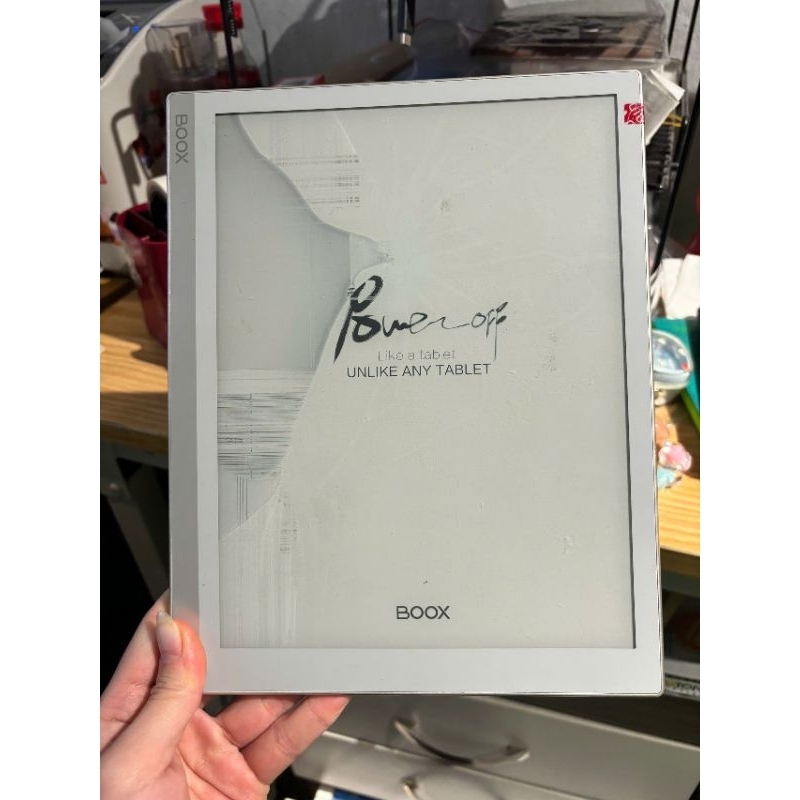 BOOX
Power off
Like a tablet
UNLIKE ANY TABLET
BOOX